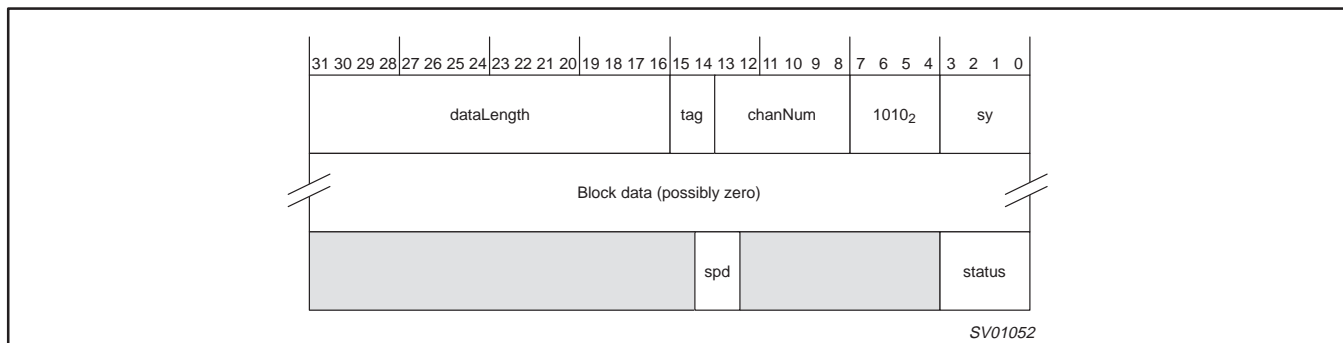 31 30 29 28 27 26 25 24 23 22 21 20 19 18 17 16 15 14 13 12 11 10 9 8 7 6 5 4 3 2 1 0
dataLength tag chanNum 1010₂ sy
Block data (possibly zero)
spd status
SV01052